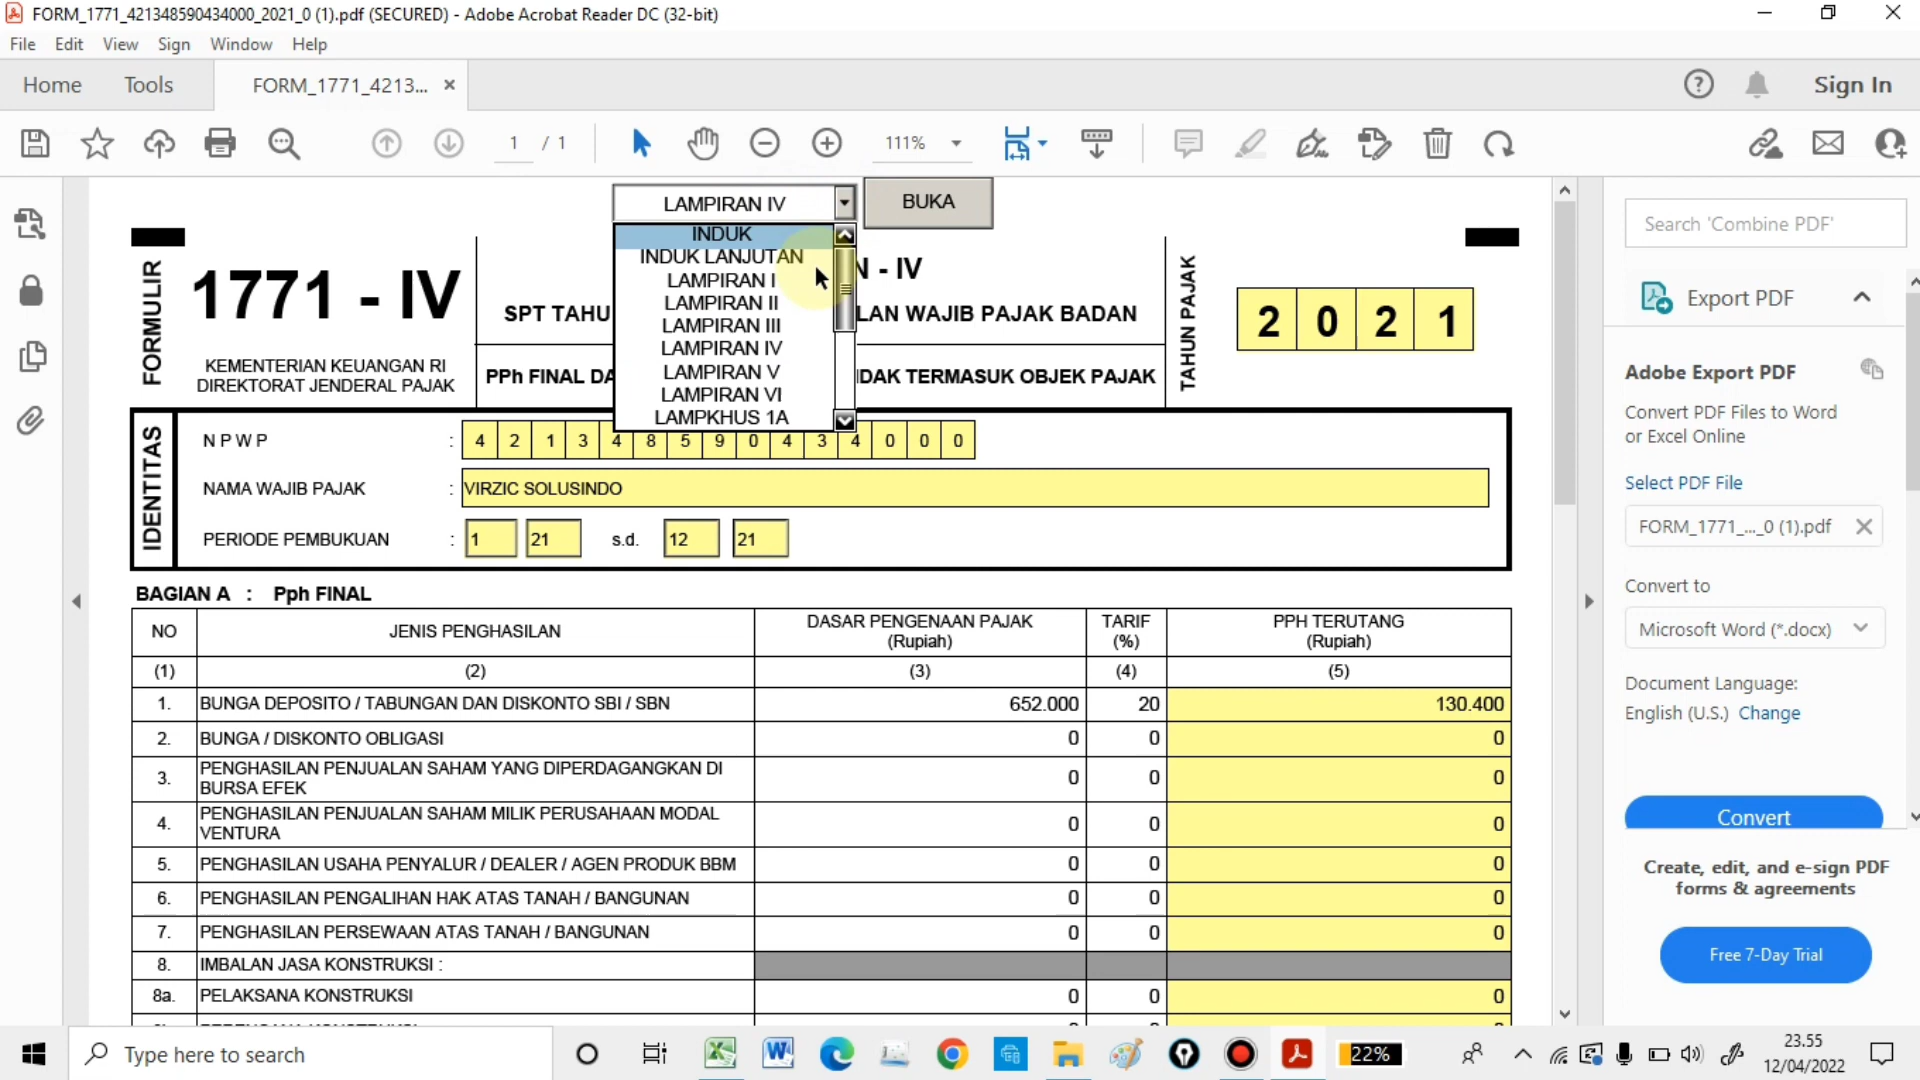 FORM_1771_421348590434000_2021_0 (1).pdf (SECURED) - Adobe Acrobat Reader DC (32-bit)
File Edit View Sign Window Help
Home Tools FORM_1771_4213... × Sign In
1 / 1 111%
LAMPIRAN IV BUKA
INDUK
INDUK LANJUTAN
LAMPIRAN I
LAMPIRAN II
LAMPIRAN III
LAMPIRAN IV
LAMPIRAN V
LAMPIRAN VI
LAMPKHUS 1A
FORMULIR
1771 - IV
KEMENTERIAN KEUANGAN RI
DIREKTORAT JENDERAL PAJAK
N - IV
SPT TAHU LAN WAJIB PAJAK BADAN
PPh FINAL DA IDAK TERMASUK OBJEK PAJAK
TAHUN PAJAK
2 0 2 1
IDENTITAS
N P W P : 4 2 1 3 4 8 5 9 0 4 3 4 0 0 0
NAMA WAJIB PAJAK : VIRZIC SOLUSINDO
PERIODE PEMBUKUAN : 1 21 s.d. 12 21
BAGIAN A : Pph FINAL
NO JENIS PENGHASILAN DASAR PENGENAAN PAJAK (Rupiah) TARIF (%) PPH TERUTANG (Rupiah)
(1) (2) (3) (4) (5)
1. BUNGA DEPOSITO / TABUNGAN DAN DISKONTO SBI / SBN 652.000 20 130.400
2. BUNGA / DISKONTO OBLIGASI 0 0 0
3. PENGHASILAN PENJUALAN SAHAM YANG DIPERDAGANGKAN DI BURSA EFEK 0 0 0
4. PENGHASILAN PENJUALAN SAHAM MILIK PERUSAHAAN MODAL VENTURA 0 0 0
5. PENGHASILAN USAHA PENYALUR / DEALER / AGEN PRODUK BBM 0 0 0
6. PENGHASILAN PENGALIHAN HAK ATAS TANAH / BANGUNAN 0 0 0
7. PENGHASILAN PERSEWAAN ATAS TANAH / BANGUNAN 0 0 0
8. IMBALAN JASA KONSTRUKSI :
8a. PELAKSANA KONSTRUKSI 0 0 0
Search 'Combine PDF'
Export PDF
Adobe Export PDF
Convert PDF Files to Word
or Excel Online
Select PDF File
FORM_1771_..._0 (1).pdf
Convert to
Microsoft Word (*.docx)
Document Language:
English (U.S.) Change
Convert
Create, edit, and e-sign PDF
forms & agreements
Free 7-Day Trial
Type here to search
22%
23.55
12/04/2022